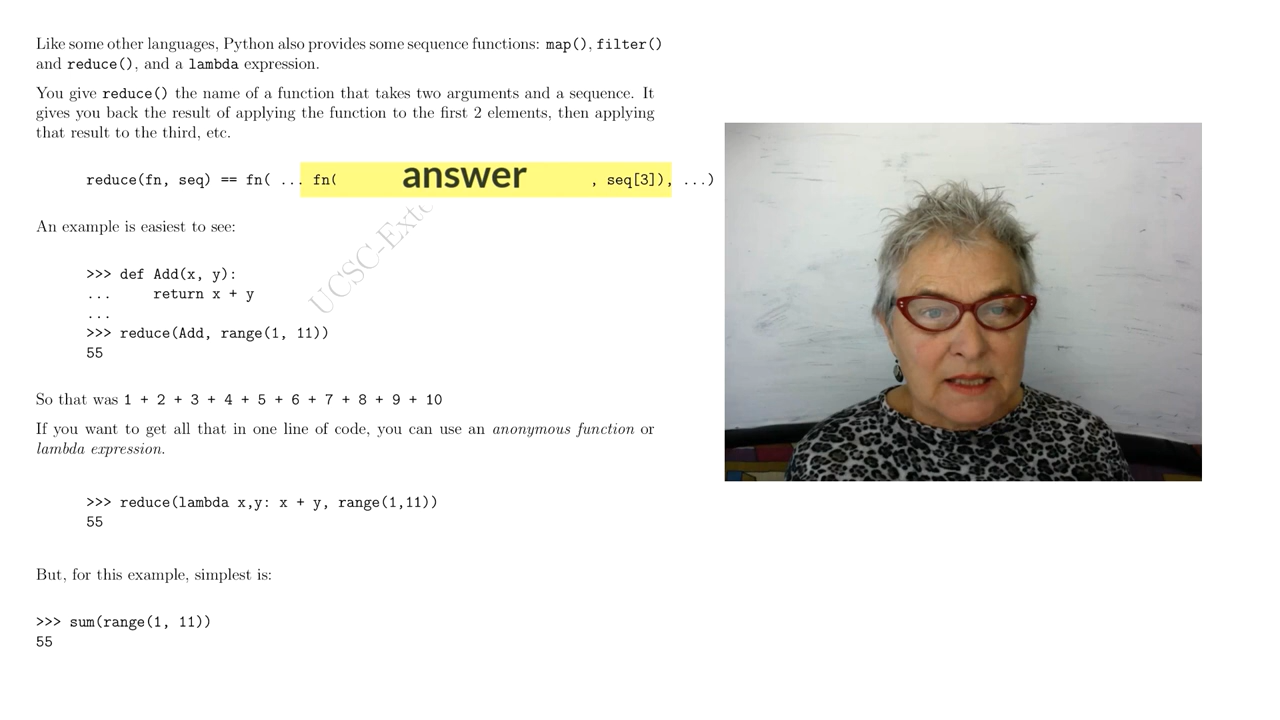 Like some other languages, Python also provides some sequence functions: map(), filter()
and reduce(), and a lambda expression.
You give reduce() the name of a function that takes two arguments and a sequence. It
gives you back the result of applying the function to the first 2 elements, then applying
that result to the third, etc.
reduce(fn, seq) == fn( ... fn( answer , seq[3]), ...)
UCSC-Exte
An example is easiest to see:
>>> def Add(x, y):
...     return x + y
...
>>> reduce(Add, range(1, 11))
55
So that was 1 + 2 + 3 + 4 + 5 + 6 + 7 + 8 + 9 + 10
If you want to get all that in one line of code, you can use an anonymous function or
lambda expression.
>>> reduce(lambda x,y: x + y, range(1,11))
55
But, for this example, simplest is:
>>> sum(range(1, 11))
55